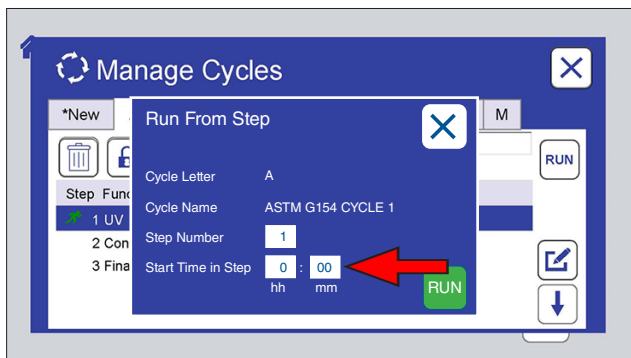 Manage Cycles
*New
M
RUN
Step
1 UV
2 Con
3 Fina
Run From Step
Cycle Letter A
Cycle Name ASTM G154 CYCLE 1
Step Number 1
Start Time in Step 0 : 00
hh mm
RUN